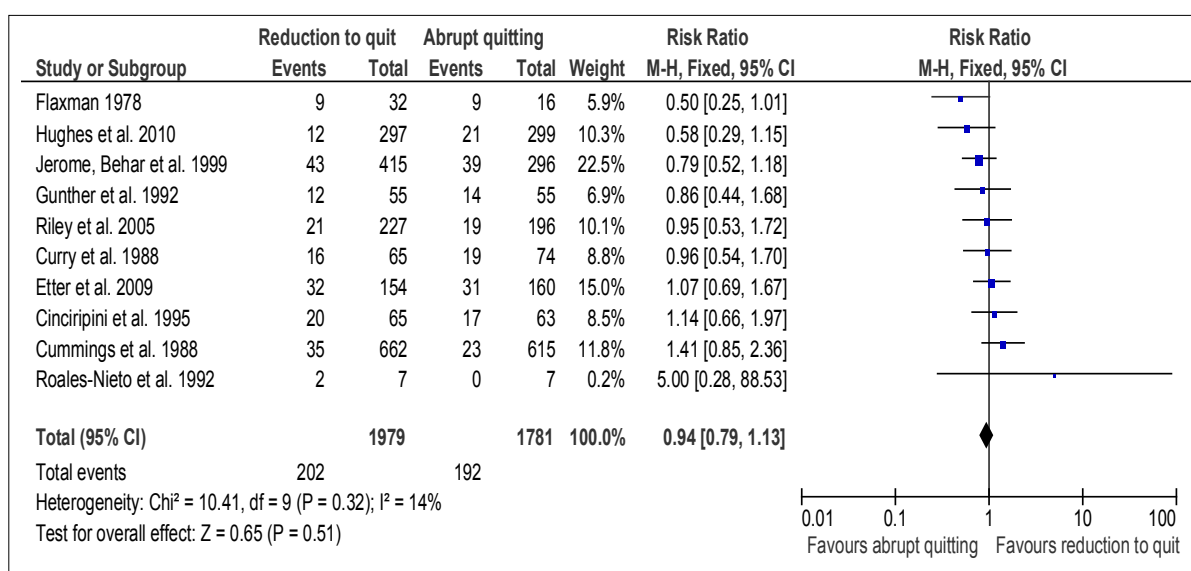 Reduction to quit Abrupt quitting Risk Ratio Risk Ratio
Study or Subgroup Events Total Events Total Weight M-H, Fixed, 95% CI M-H, Fixed, 95% CI
Flaxman 1978 9 32 9 16 5.9% 0.50 [0.25, 1.01]
Hughes et al. 2010 12 297 21 299 10.3% 0.58 [0.29, 1.15]
Jerome, Behar et al. 1999 43 415 39 296 22.5% 0.79 [0.52, 1.18]
Gunther et al. 1992 12 55 14 55 6.9% 0.86 [0.44, 1.68]
Riley et al. 2005 21 227 19 196 10.1% 0.95 [0.53, 1.72]
Curry et al. 1988 16 65 19 74 8.8% 0.96 [0.54, 1.70]
Etter et al. 2009 32 154 31 160 15.0% 1.07 [0.69, 1.67]
Cinciripini et al. 1995 20 65 17 63 8.5% 1.14 [0.66, 1.97]
Cummings et al. 1988 35 662 23 615 11.8% 1.41 [0.85, 2.36]
Roales-Nieto et al. 1992 2 7 0 7 0.2% 5.00 [0.28, 88.53]
Total (95% CI) 1979 1781 100.0% 0.94 [0.79, 1.13]
Total events 202 192
Heterogeneity: Chi² = 10.41, df = 9 (P = 0.32); I² = 14%
Test for overall effect: Z = 0.65 (P = 0.51)
0.01 0.1 1 10 100
Favours abrupt quitting Favours reduction to quit